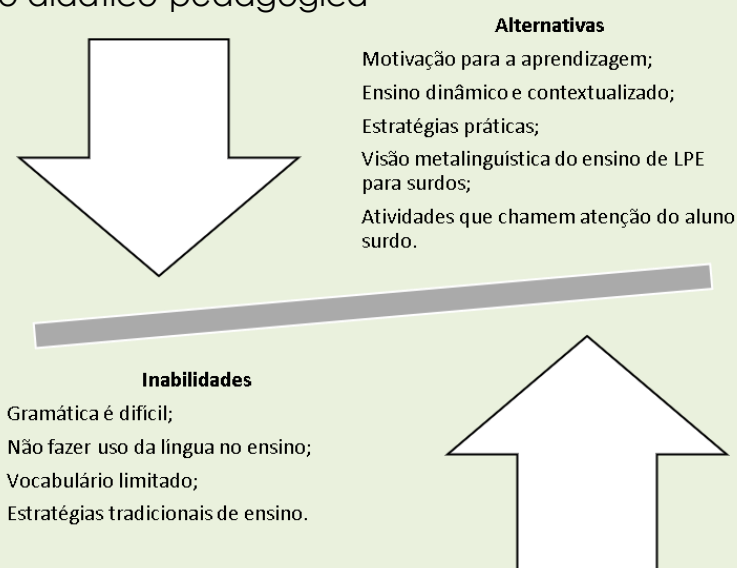 didático-pedagógica
Alternativas
Motivação para a aprendizagem;
Ensino dinâmico e contextualizado;
Estratégias práticas;
Visão metalinguística do ensino de LPE
para surdos;
Atividades que chamem atenção do aluno
surdo.
Inabilidades
Gramática é difícil;
Não fazer uso da língua no ensino;
Vocabulário limitado;
Estratégias tradicionais de ensino.